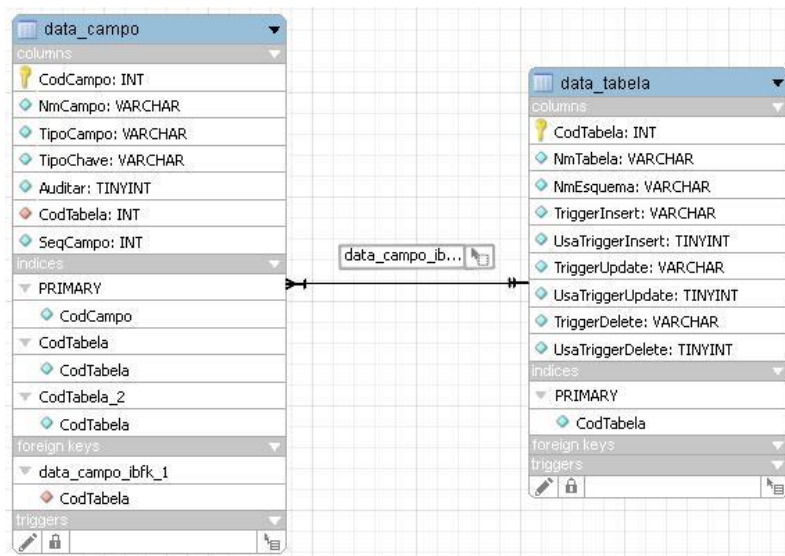 data_campo
columns
CodCampo: INT
NmCampo: VARCHAR
TipoCampo: VARCHAR
TipoChave: VARCHAR
Auditar: TINYINT
CodTabela: INT
SeqCampo: INT
indices
PRIMARY
CodCampo
CodTabela
CodTabela
CodTabela_2
CodTabela
foreign keys
data_campo_ibfk_1
CodTabela
triggers
data_campo_ib...
data_tabela
columns
CodTabela: INT
NmTabela: VARCHAR
NmEsquema: VARCHAR
TriggerInsert: VARCHAR
UsaTriggerInsert: TINYINT
TriggerUpdate: VARCHAR
UsaTriggerUpdate: TINYINT
TriggerDelete: VARCHAR
UsaTriggerDelete: TINYINT
indices
PRIMARY
CodTabela
foreign keys
triggers